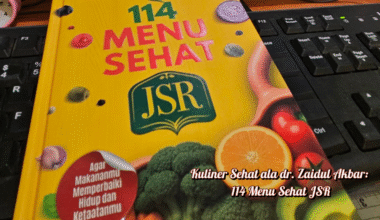 114
MENU
SEHAT
JSR
Agar
Makananmu
Memperbaiki
Hidup dan
Ketaatanmu
Kuliner Sehat ala dr. Zaidul Akbar:
114 Menu Sehat JSR